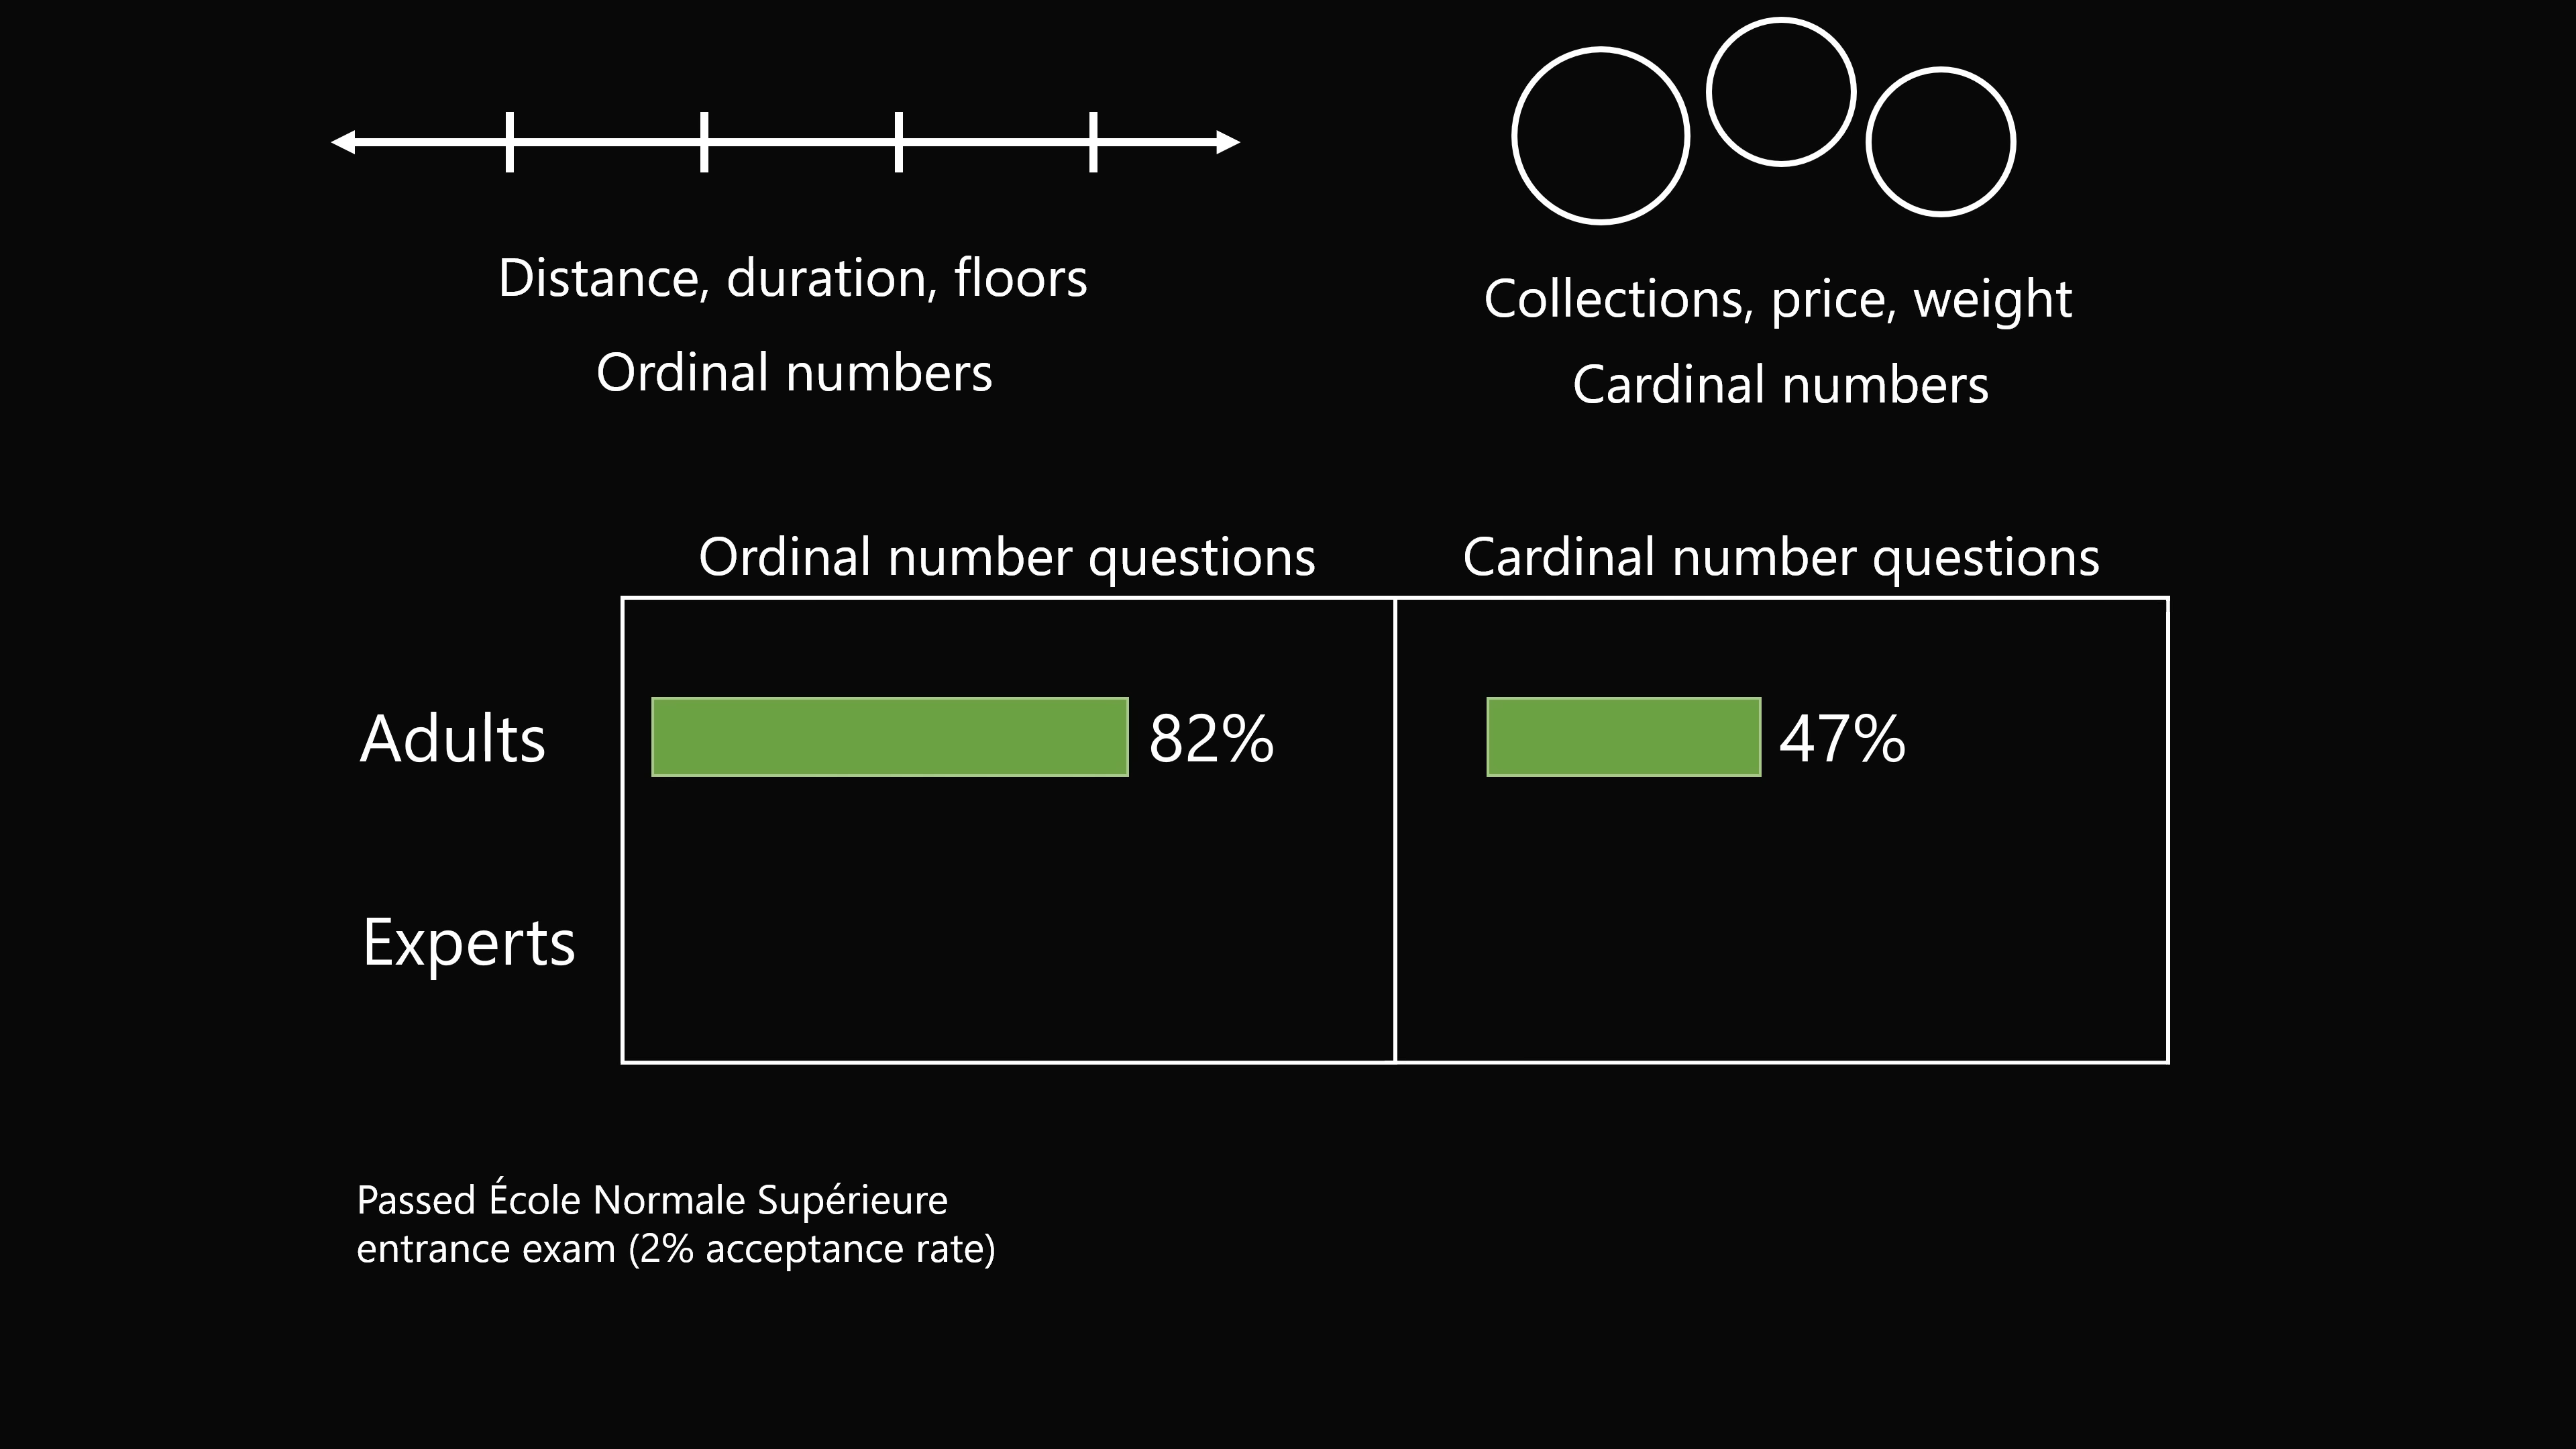 Distance, duration, floors
Ordinal numbers
Collections, price, weight
Cardinal numbers
Ordinal number questions
Cardinal number questions
Adults
82%
47%
Experts
Passed École Normale Supérieure
entrance exam (2% acceptance rate)